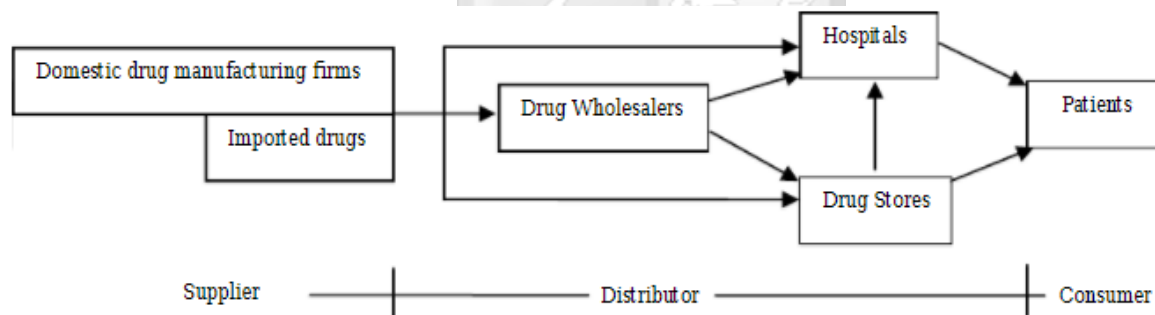 Hospitals
Domestic drug manufacturing firms
Drug Wholesalers
Patients
Imported drugs
Drug Stores
Supplier
Distributor
Consumer